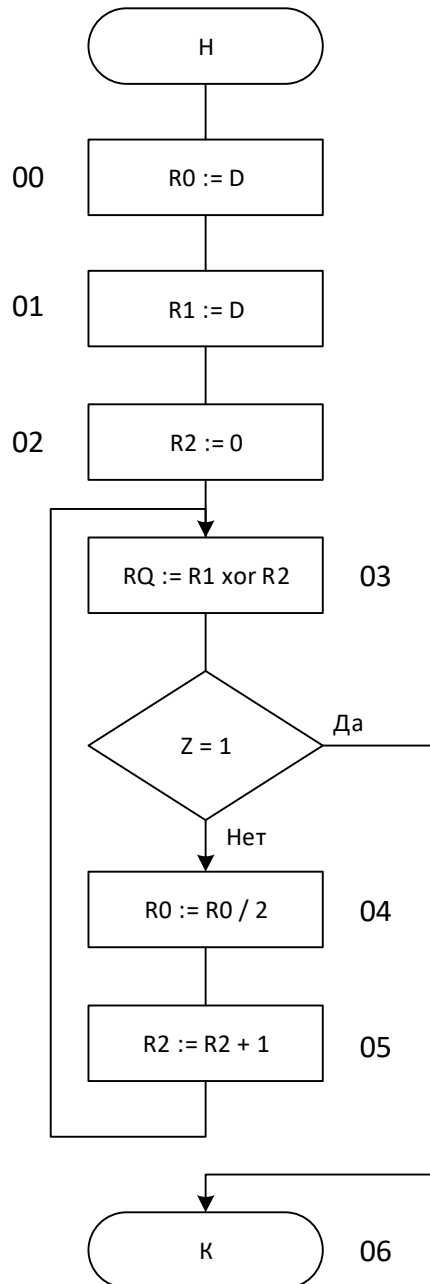 Н
00
R0 := D
01
R1 := D
02
R2 := 0
RQ := R1 xor R2
03
Z = 1
Да
Нет
R0 := R0 / 2
04
R2 := R2 + 1
05
К
06